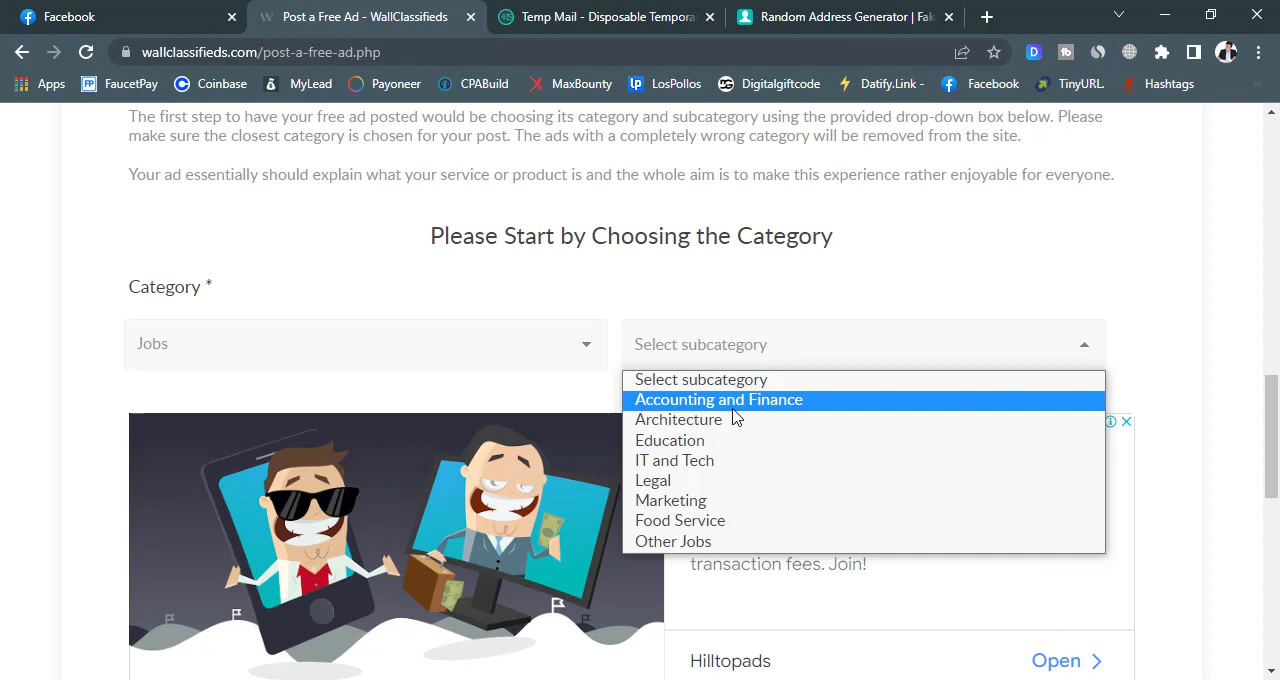 Facebook
Post a Free Ad - WallClassifieds
Temp Mail - Disposable Tempora
Random Address Generator | Fak
wallclassifieds.com/post-a-free-ad.php
Apps
FaucetPay
Coinbase
MyLead
Payoneer
CPABuild
MaxBounty
LosPollos
Digitalgiftcode
Datify.Link -
Facebook
TinyURL
Hashtags
The first step to have your free ad posted would be choosing its category and subcategory using the provided drop-down box below. Please
make sure the closest category is chosen for your post. The ads with a completely wrong category will be removed from the site.
Your ad essentially should explain what your service or product is and the whole aim is to make this experience rather enjoyable for everyone.
Please Start by Choosing the Category
Category *
Jobs
Select subcategory
Select subcategory
Accounting and Finance
Architecture
Education
IT and Tech
Legal
Marketing
Food Service
Other Jobs
transaction fees. Join!
Hilltopads
Open